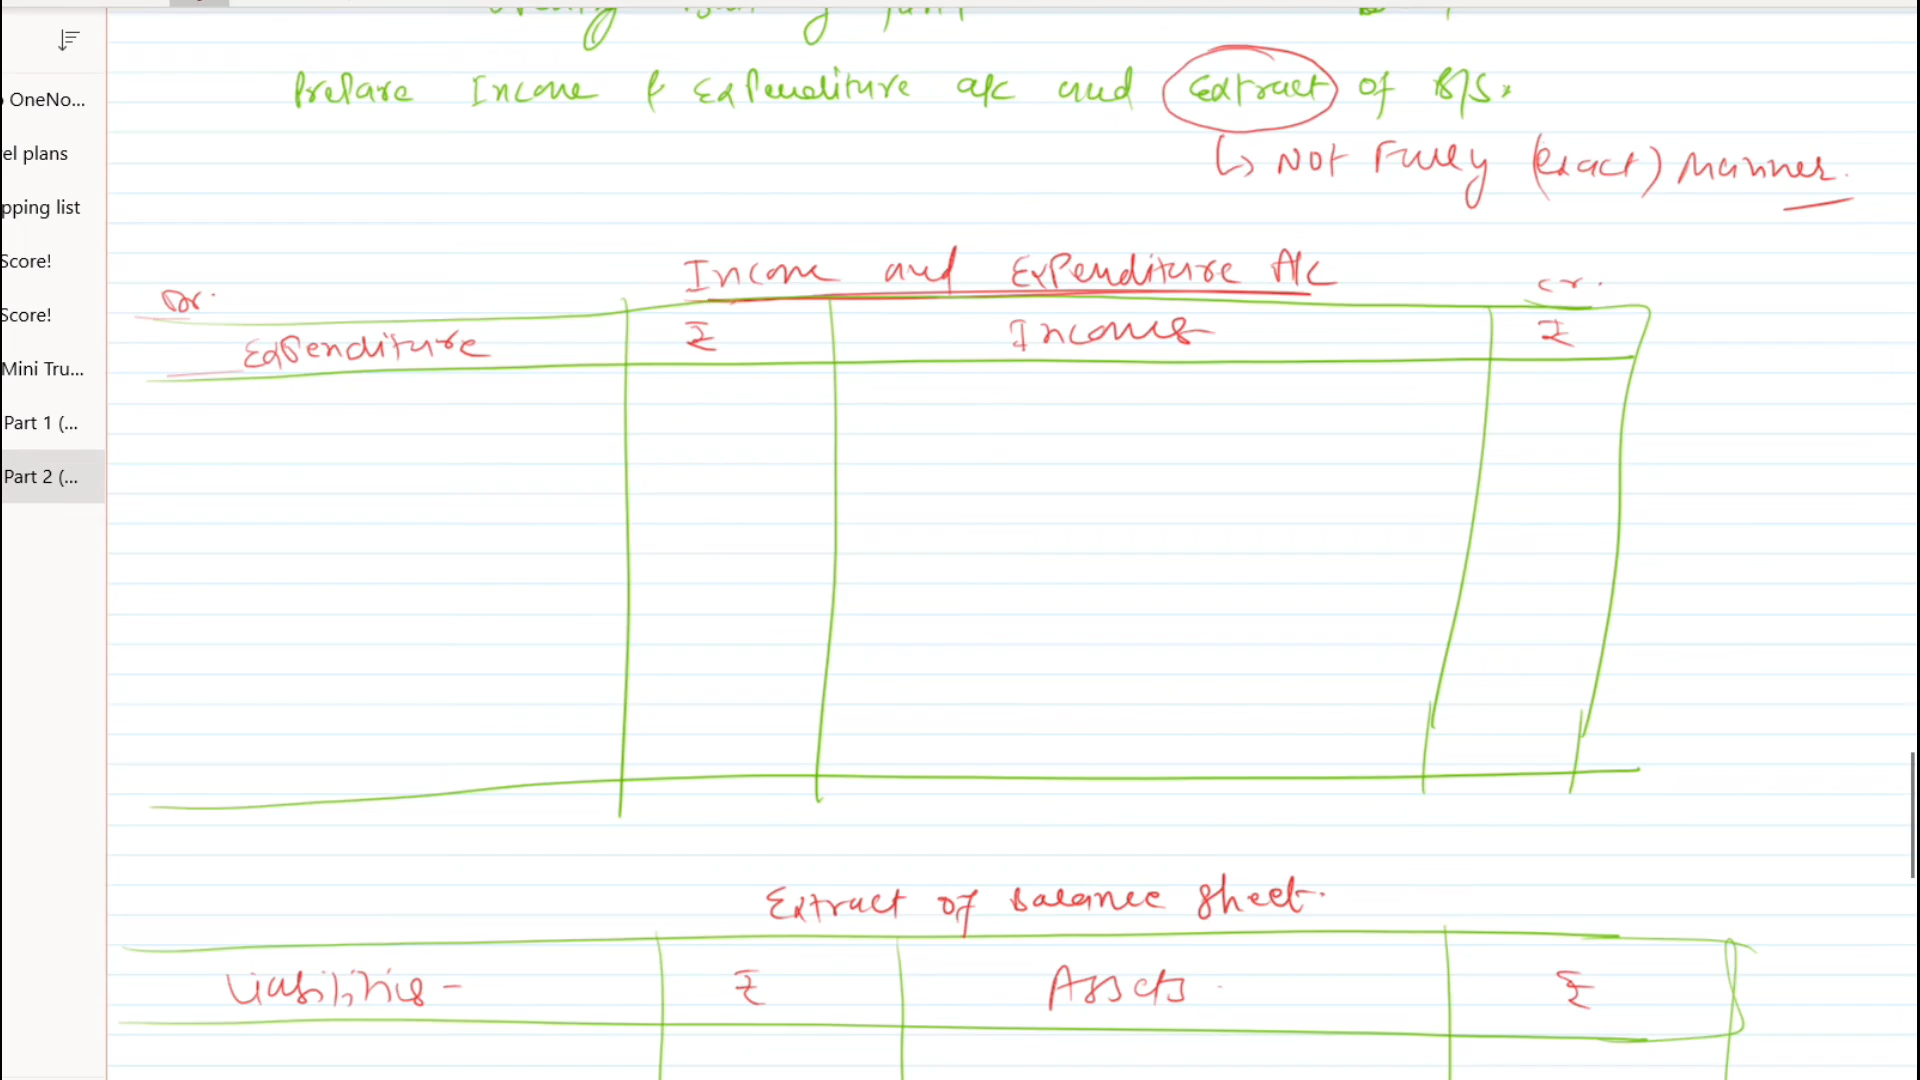 OneNo...
el plans
pping list
Score!
Score!
Mini Tru...
Part 1 (...
Part 2 (...
Prepare Income & Expenditure a/c and Extract of B/S.
↳ Not Fully (exact) Manner.
Income and Expenditure A/c
Dr. Cr.
Expenditure ₹ Incomes ₹
Extract of Balance Sheet.
Liabilities - ₹ Assets ₹